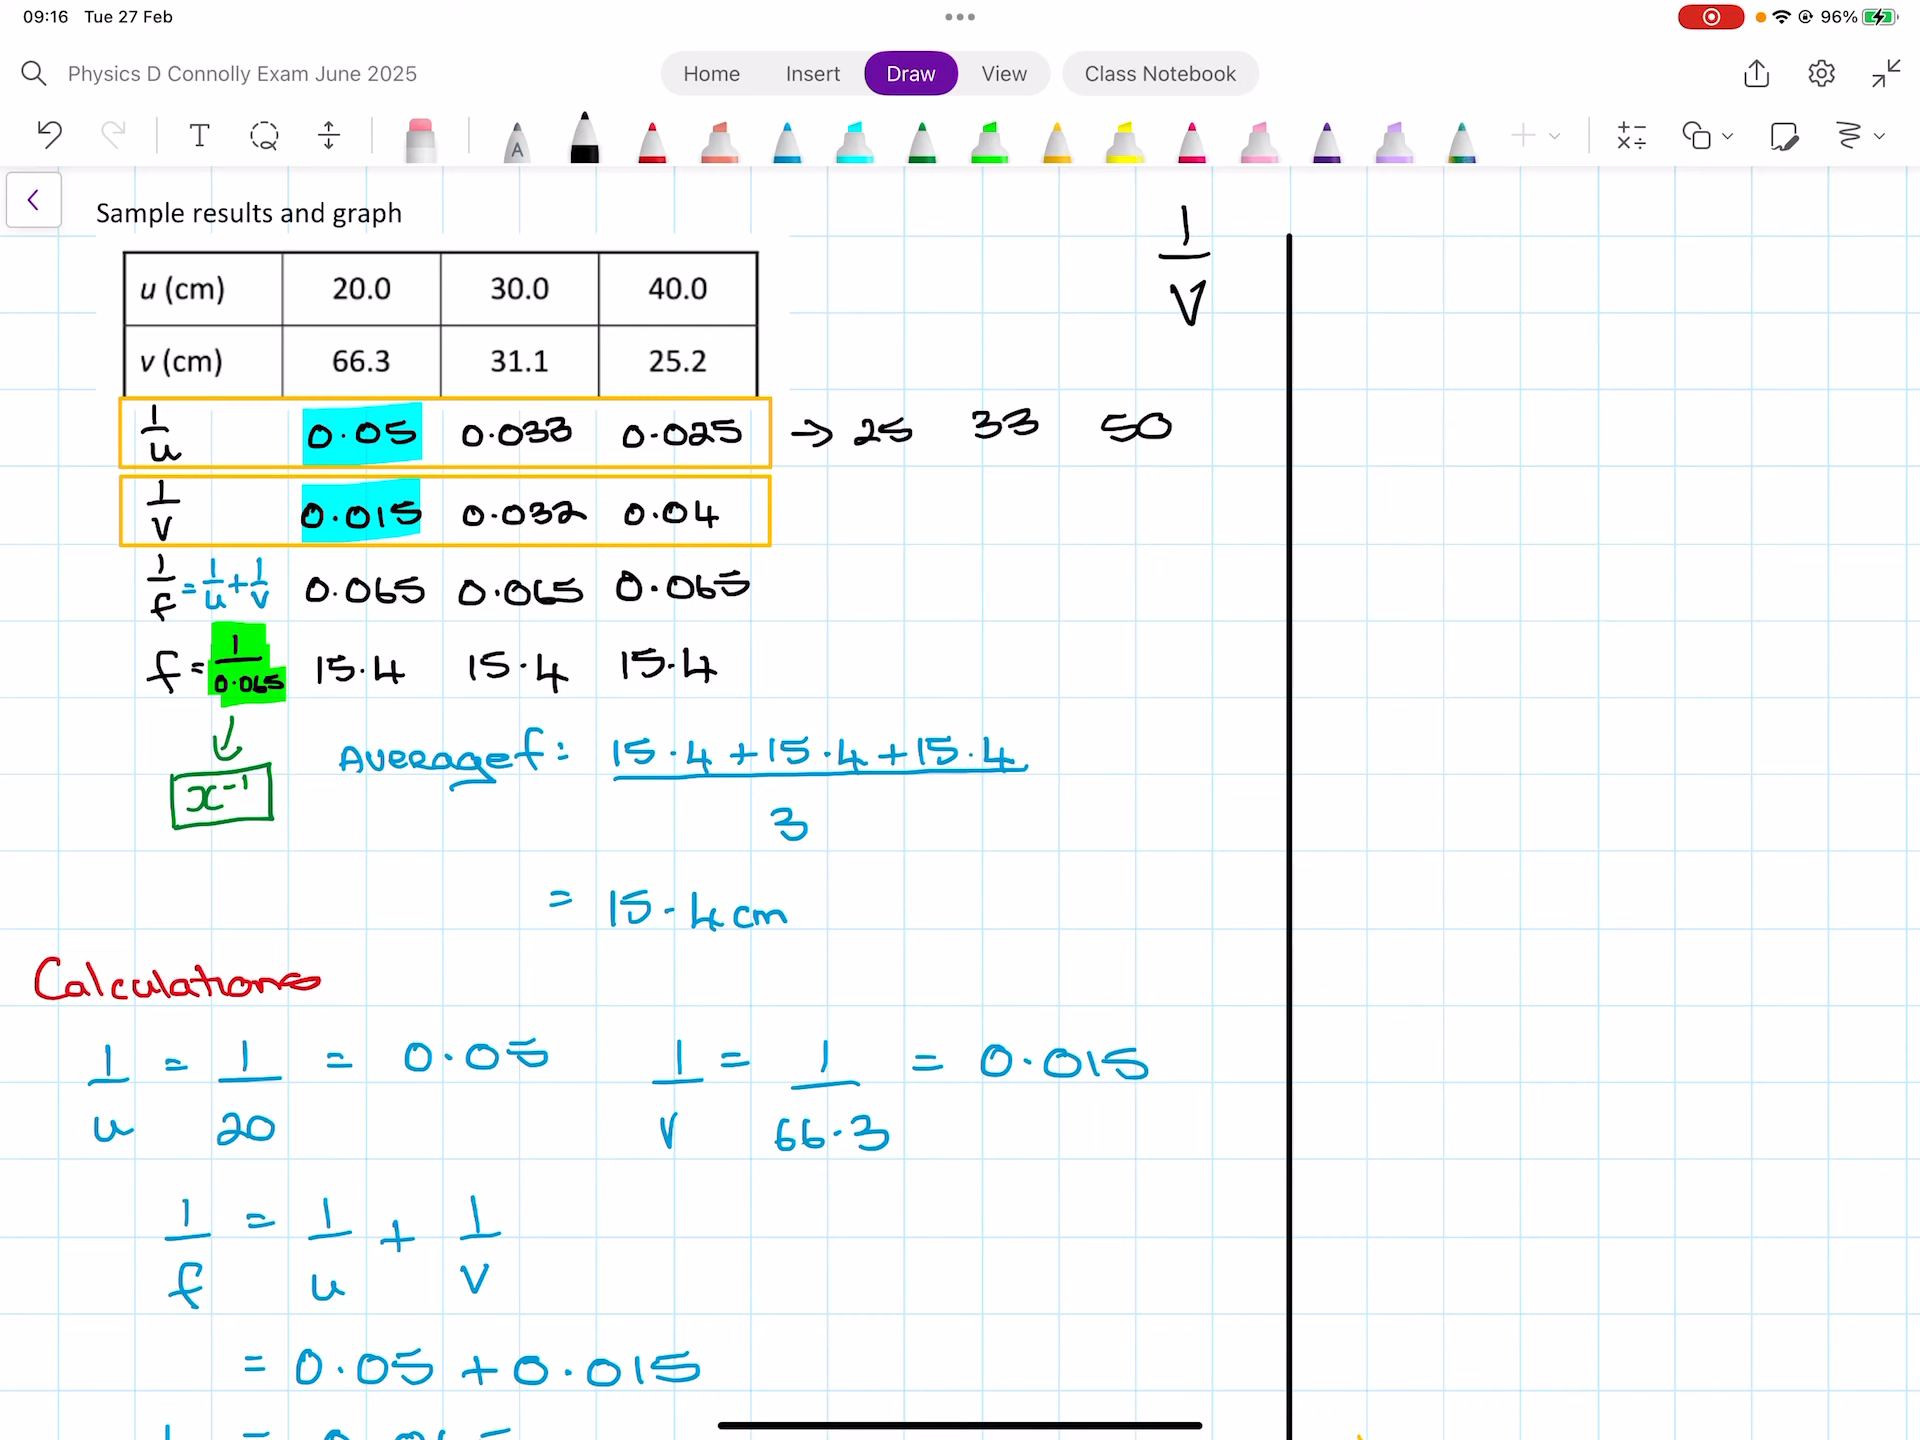 09:16 Tue 27 Feb 96%
Physics D Connolly Exam June 2025 Home Insert Draw View Class Notebook
T A
Sample results and graph
1/V
u (cm) 20.0 30.0 40.0
v (cm) 66.3 31.1 25.2
1/u 0.05 0.033 0.025 → 25 33 50
1/V 0.015 0.032 0.04
1/f = 1/u + 1/v 0.065 0.065 0.065
f = 1/0.065 15.4 15.4 15.4
Average f = 15.4 + 15.4 + 15.4 / 3
x⁻¹
= 15.4 cm
Calculations
1/u = 1/20 = 0.05 1/v = 1/66.3 = 0.015
1/f = 1/u + 1/v
= 0.05 + 0.015